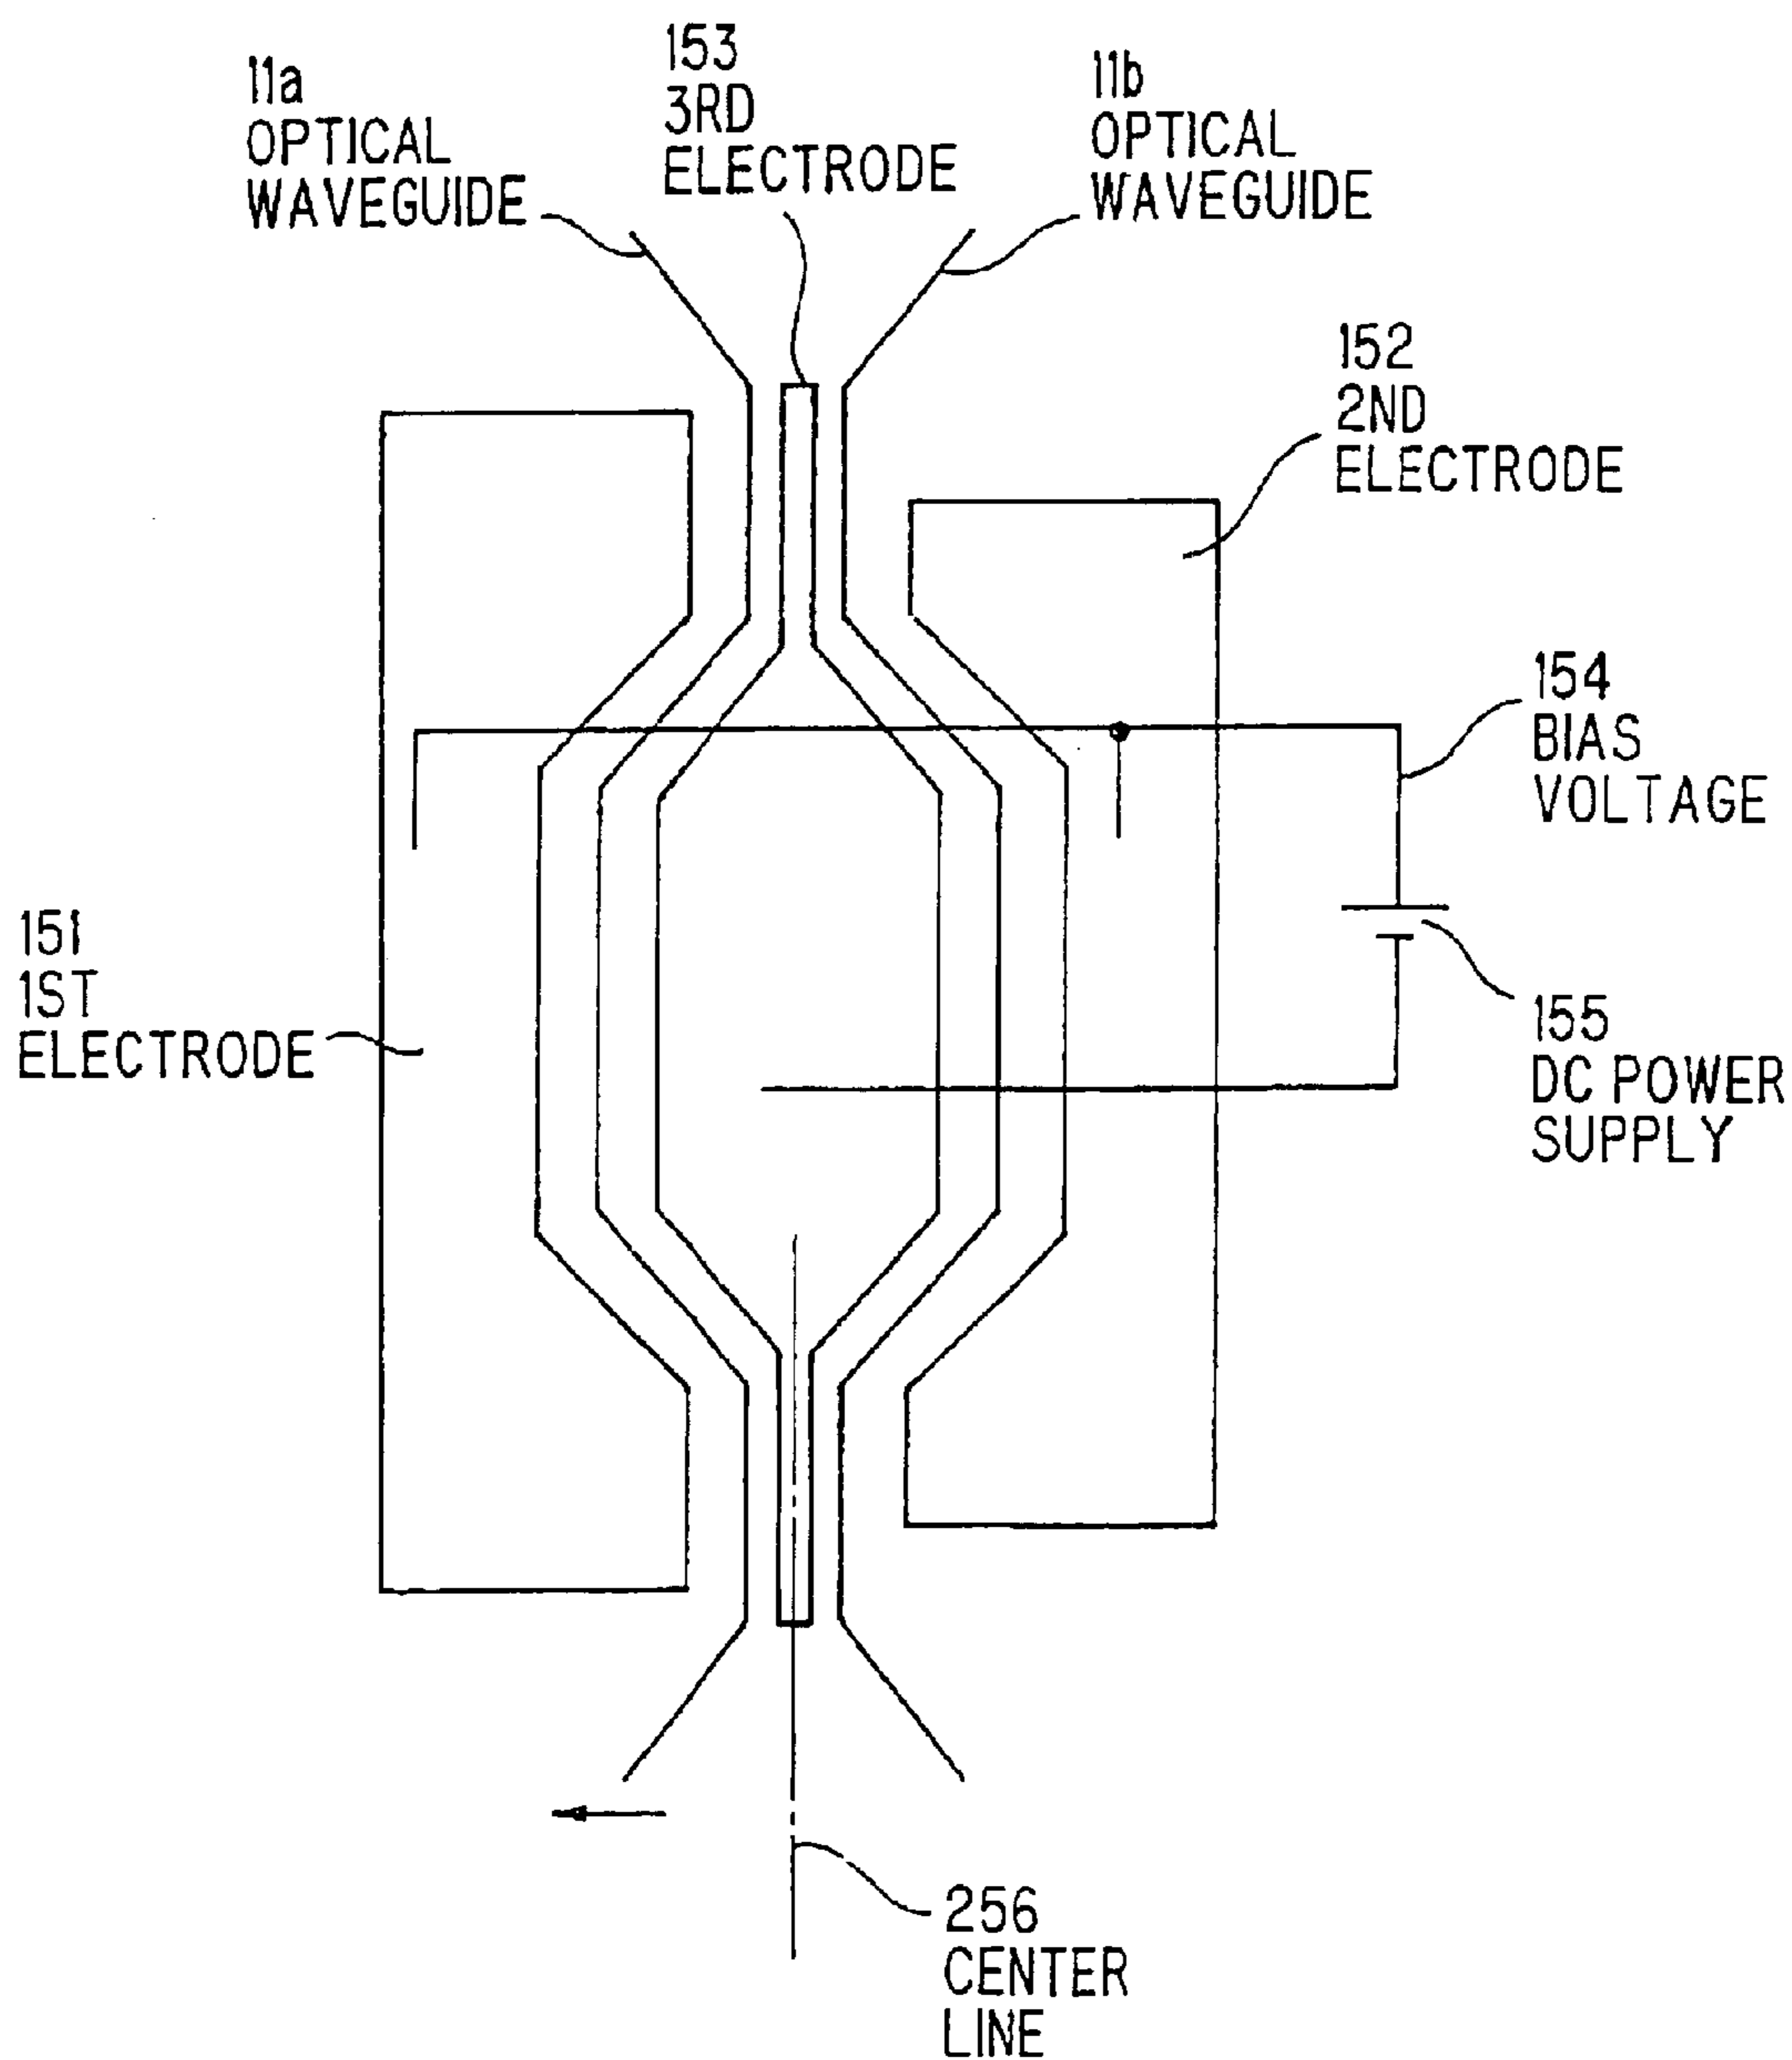 11a
OPTICAL
WAVEGUIDE
153
3RD
ELECTRODE
11b
OPTICAL
WAVEGUIDE
152
2ND
ELECTRODE
154
BIAS
VOLTAGE
151
1ST
ELECTRODE
155
DC POWER
SUPPLY
256
CENTER
LINE